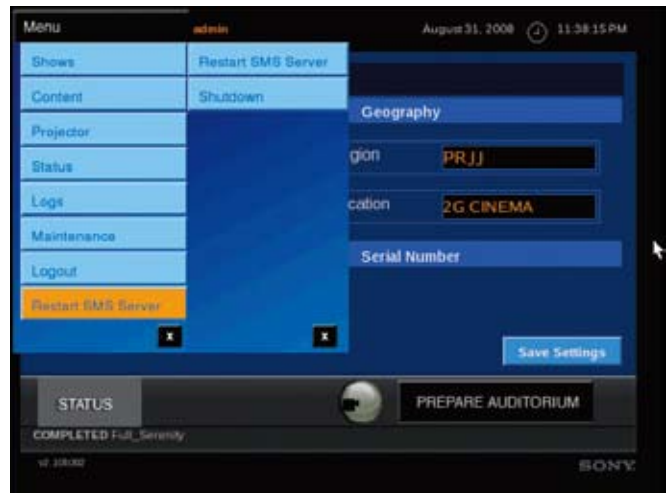 Menu
admin
August 31, 2008
11:38:15 PM
Shows
Content
Projector
Status
Logs
Maintenance
Logout
Restart SMS Server
x
Restart SMS Server
Shutdown
x
Geography
gion
PRJJ
cation
2G CINEMA
Serial Number
Save Settings
STATUS
PREPARE AUDITORIUM
COMPLETED Full_Serenity
SONY